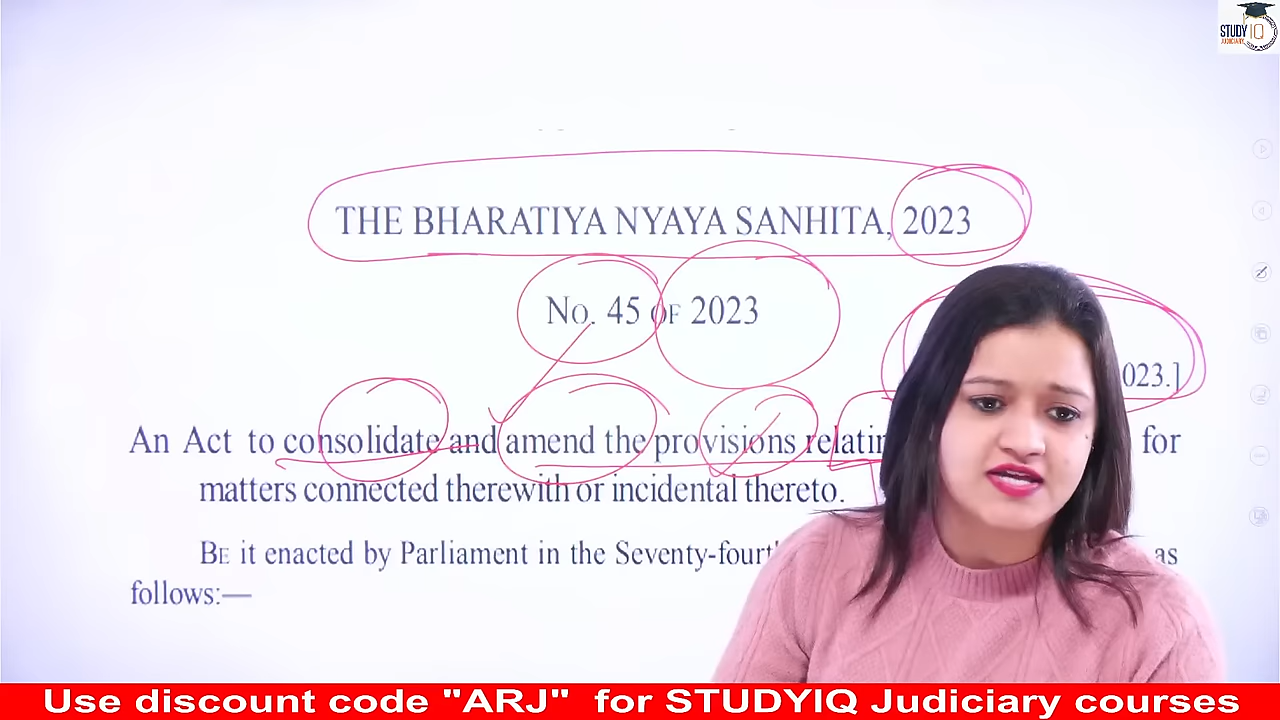 STUDY IQ
JUDICIARY
THE BHARATIYA NYAYA SANHITA, 2023
No. 45 OF 2023
023.]
An Act to consolidate and amend the provisions relatin for
matters connected therewith or incidental thereto.
BE it enacted by Parliament in the Seventy-fourt as
follows:—
Use discount code "ARJ" for STUDYIQ Judiciary courses